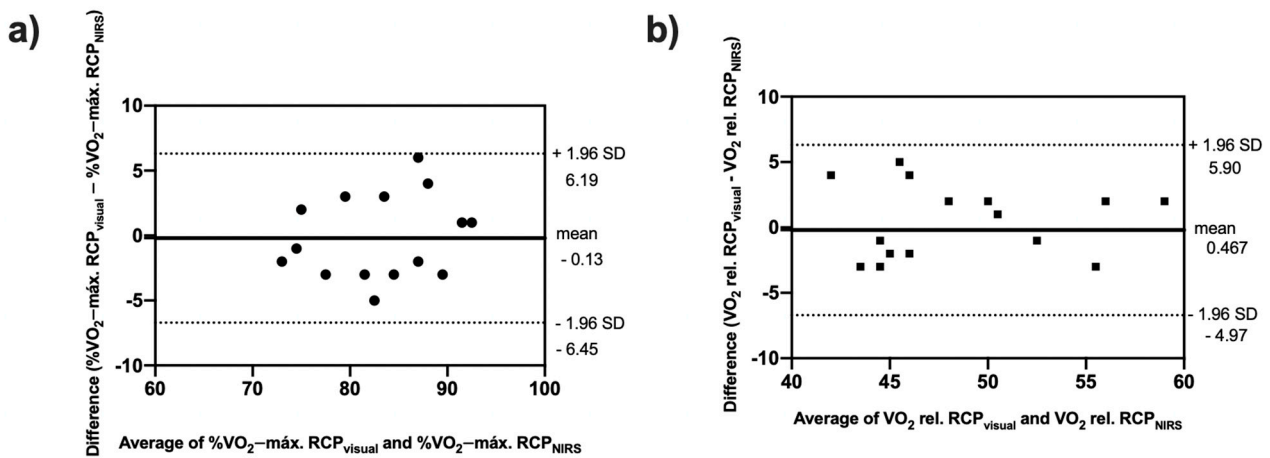 a)
Difference (%VO2–máx. RCPvisual – %VO2–máx. RCPNIRS)
10
5
0
-5
-10
60 70 80 90 100
+ 1.96 SD
6.19
mean
- 0.13
- 1.96 SD
- 6.45
Average of %VO2–máx. RCPvisual and %VO2–máx. RCPNIRS
b)
Difference (VO2 rel. RCPvisual - VO2 rel. RCPNIRS)
10
5
0
-5
-10
40 45 50 55 60
+ 1.96 SD
5.90
mean
0.467
- 1.96 SD
- 4.97
Average of VO2 rel. RCPvisual and VO2 rel. RCPNIRS